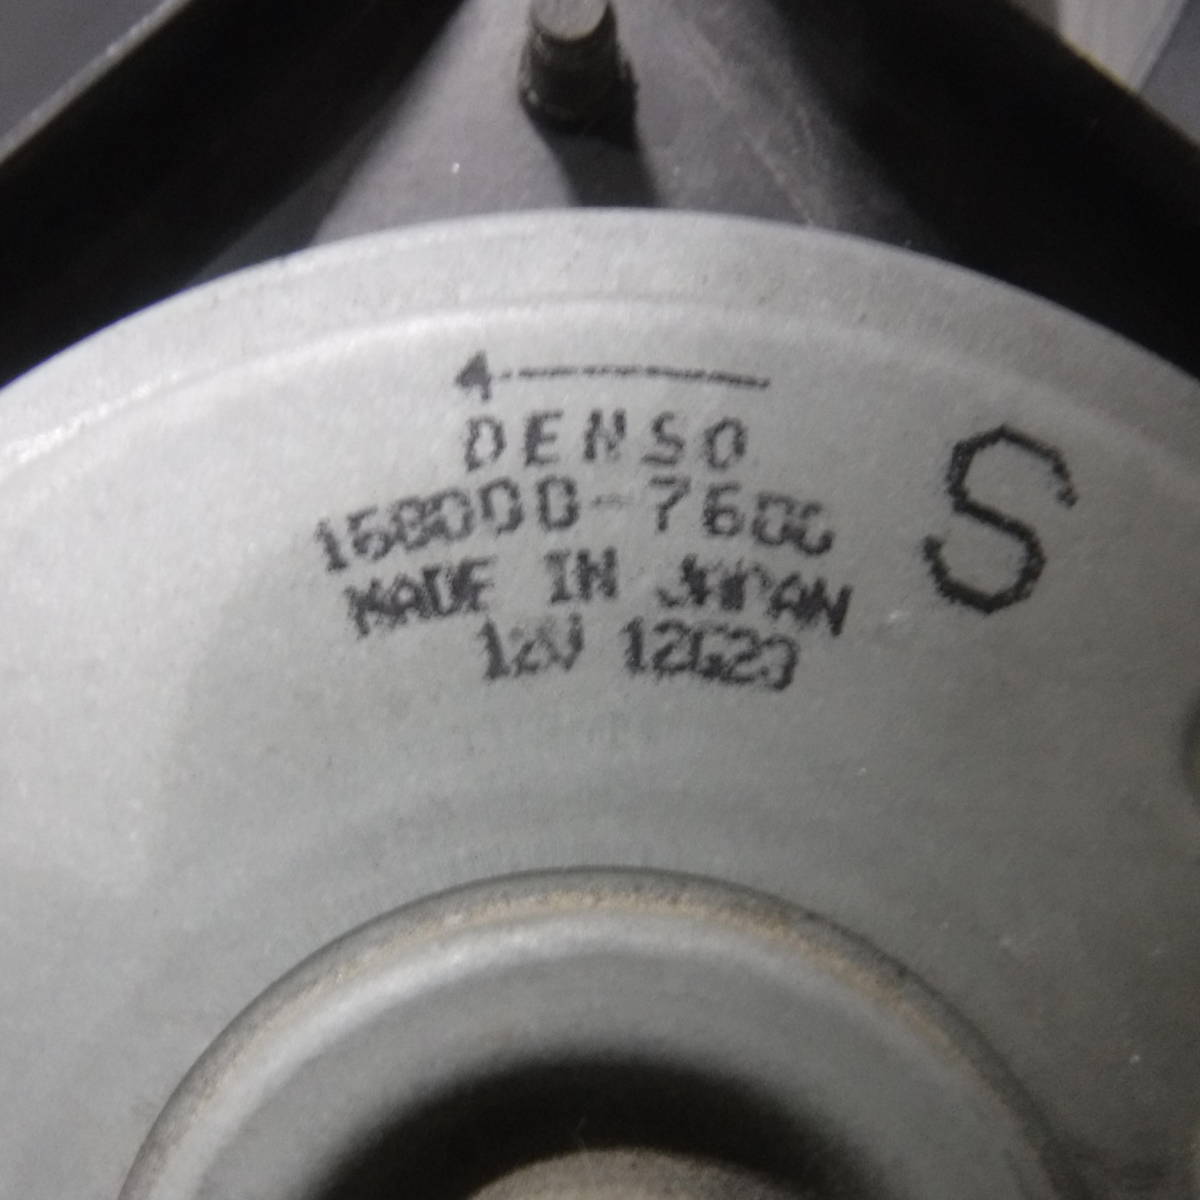 DENSO
168000-7600
MADE IN JAPAN
12V 12G23
S